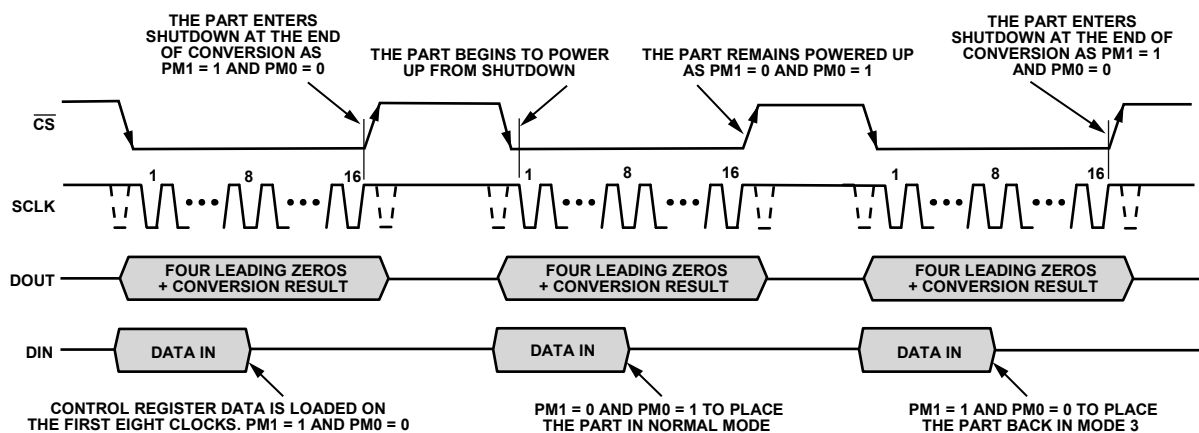 THE PART ENTERS
SHUTDOWN AT THE END
OF CONVERSION AS
PM1 = 1 AND PM0 = 0
THE PART BEGINS TO POWER
UP FROM SHUTDOWN
THE PART REMAINS POWERED UP
AS PM1 = 0 AND PM0 = 1
THE PART ENTERS
SHUTDOWN AT THE END OF
CONVERSION AS PM1 = 1
AND PM0 = 0
CS
1 8 16 1 8 16 1 8 16
SCLK
DOUT
FOUR LEADING ZEROS
+ CONVERSION RESULT
FOUR LEADING ZEROS
+ CONVERSION RESULT
FOUR LEADING ZEROS
+ CONVERSION RESULT
DIN
DATA IN
DATA IN
DATA IN
CONTROL REGISTER DATA IS LOADED ON
THE FIRST EIGHT CLOCKS. PM1 = 1 AND PM0 = 0
PM1 = 0 AND PM0 = 1 TO PLACE
THE PART IN NORMAL MODE
PM1 = 1 AND PM0 = 0 TO PLACE
THE PART BACK IN MODE 3